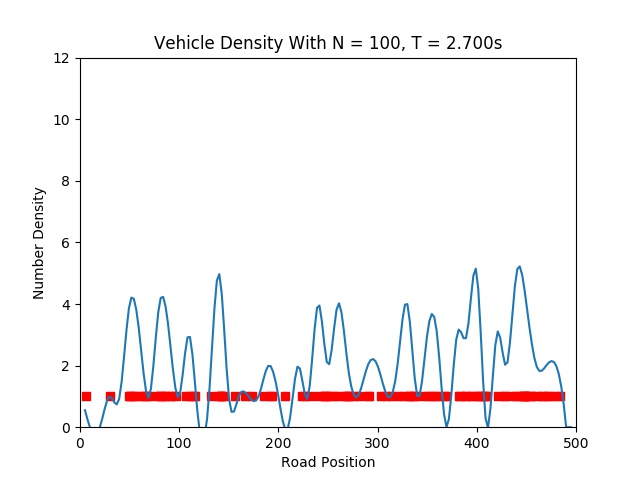 Vehicle Density With N = 100, T = 2.700s
12
10
8
6
4
2
0
Number Density
0 100 200 300 400 500
Road Position